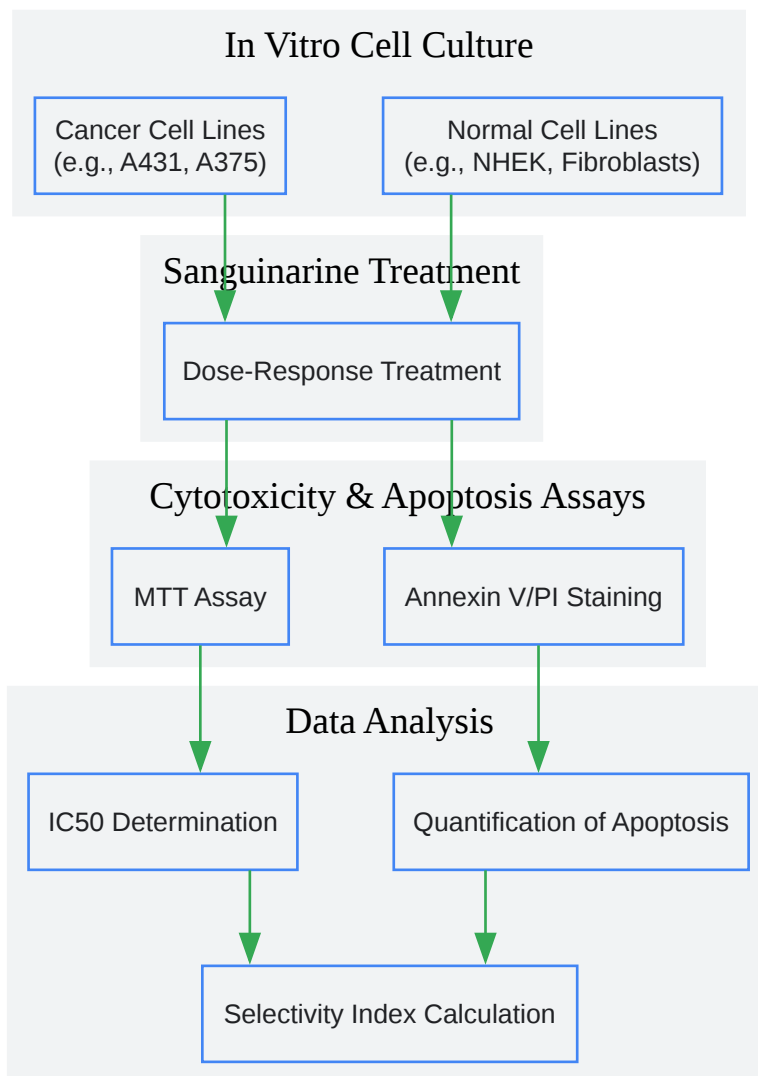 In Vitro Cell Culture
Cancer Cell Lines
(e.g., A431, A375)
Normal Cell Lines
(e.g., NHEK, Fibroblasts)
Sanguinarine Treatment
Dose-Response Treatment
Cytotoxicity & Apoptosis Assays
MTT Assay
Annexin V/PI Staining
Data Analysis
IC50 Determination
Quantification of Apoptosis
Selectivity Index Calculation